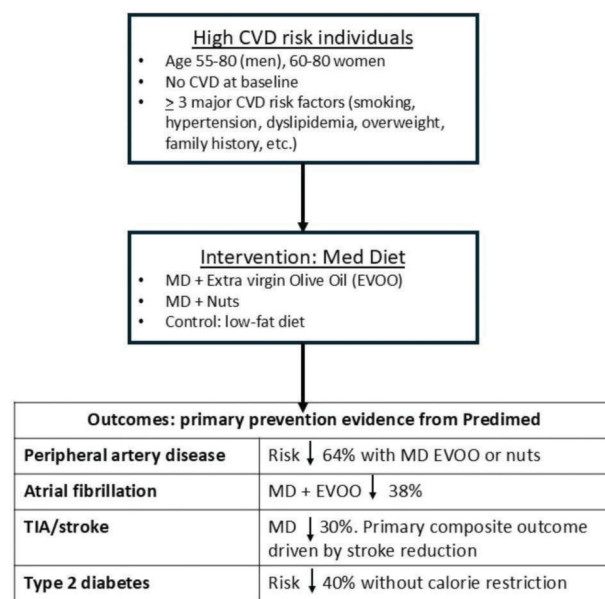 High CVD risk individuals
• Age 55-80 (men), 60-80 women
• No CVD at baseline
• ≥ 3 major CVD risk factors (smoking,
hypertension, dyslipidemia, overweight,
family history, etc.)
Intervention: Med Diet
• MD + Extra virgin Olive Oil (EVOO)
• MD + Nuts
• Control: low-fat diet
Outcomes: primary prevention evidence from Predimed
Peripheral artery disease
Risk ↓ 64% with MD EVOO or nuts
Atrial fibrillation
MD + EVOO ↓ 38%
TIA/stroke
MD ↓ 30%. Primary composite outcome
driven by stroke reduction
Type 2 diabetes
Risk ↓ 40% without calorie restriction